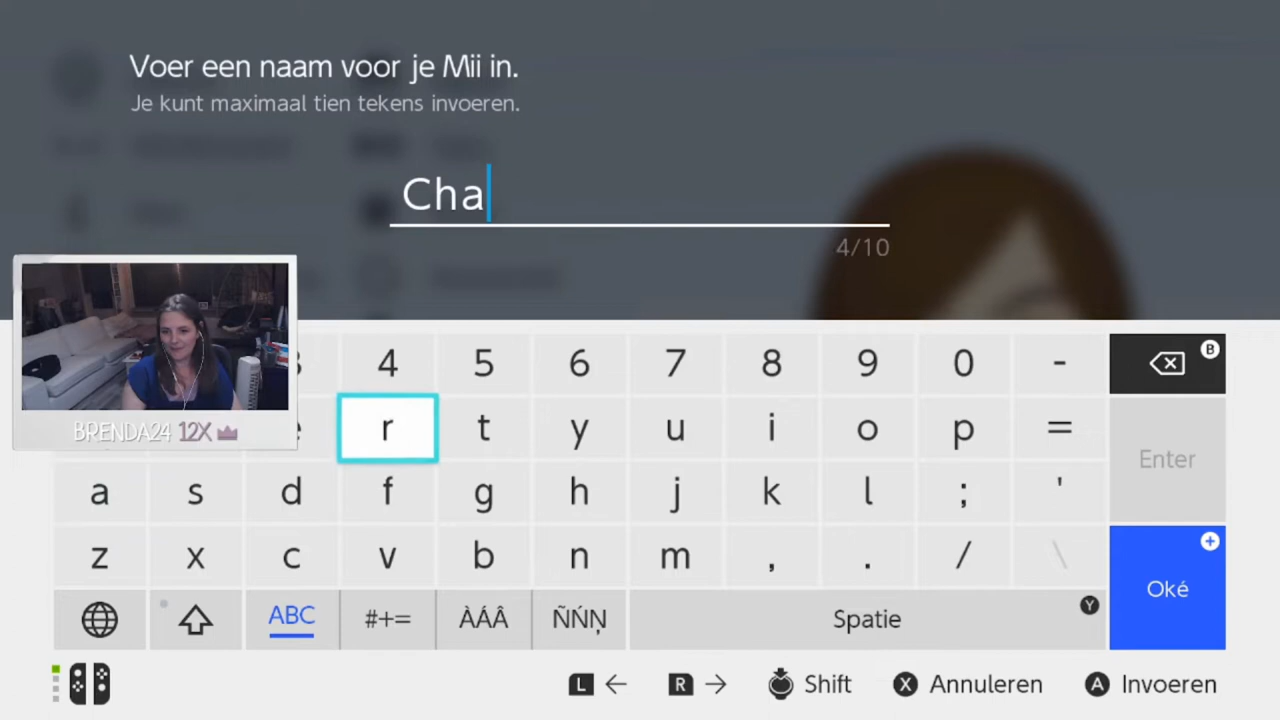 Voer een naam voor je Mii in.
Je kunt maximaal tien tekens invoeren.
Cha
4/10
4 5 6 7 8 9 0 - B
BRENDA24 12X
r t y u i o p = Enter
a s d f g h j k l ; '
z x c v b n m , . / \ + Oké
ABC #+= ÀÁÂ ÑŃŅ Spatie Y
L ← R → Shift X Annuleren A Invoeren